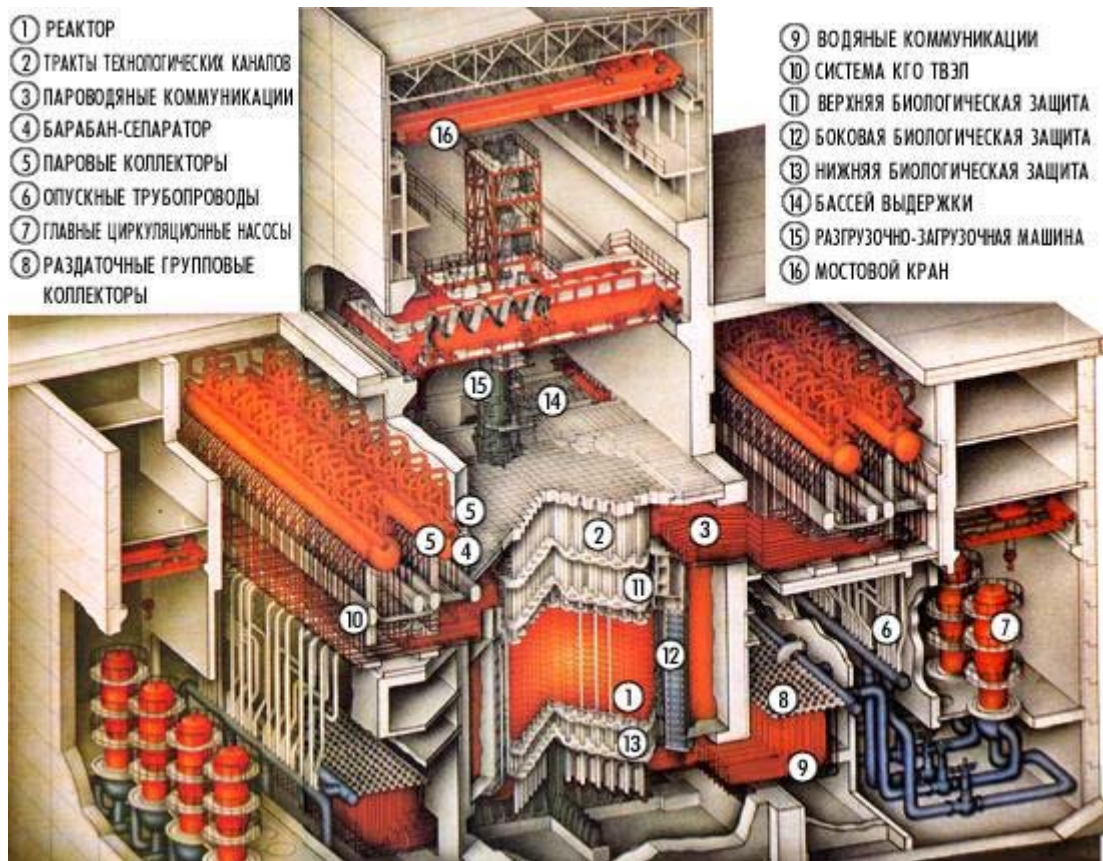 ① РЕАКТОР
② ТРАКТЫ ТЕХНОЛОГИЧЕСКИХ КАНАЛОВ
③ ПАРОВОДЯНЫЕ КОММУНИКАЦИИ
④ БАРАБАН-СЕПАРАТОР
⑤ ПАРОВЫЕ КОЛЛЕКТОРЫ
⑥ ОПУСКНЫЕ ТРУБОПРОВОДЫ
⑦ ГЛАВНЫЕ ЦИРКУЛЯЦИОННЫЕ НАСОСЫ
⑧ РАЗДАТОЧНЫЕ ГРУППОВЫЕ
КОЛЛЕКТОРЫ
⑨ ВОДЯНЫЕ КОММУНИКАЦИИ
⑩ СИСТЕМА КГО ТВЭЛ
⑪ ВЕРХНЯЯ БИОЛОГИЧЕСКАЯ ЗАЩИТА
⑫ БОКОВАЯ БИОЛОГИЧЕСКАЯ ЗАЩИТА
⑬ НИЖНЯЯ БИОЛОГИЧЕСКАЯ ЗАЩИТА
⑭ БАССЕЙ ВЫДЕРЖКИ
⑮ РАЗГРУЗОЧНО-ЗАГРУЗОЧНАЯ МАШИНА
⑯ МОСТОВОЙ КРАН
⑯
⑮
⑭
⑤
②
③
⑤
④
⑪
⑩
⑥
⑦
⑫
①
⑧
⑬
⑨